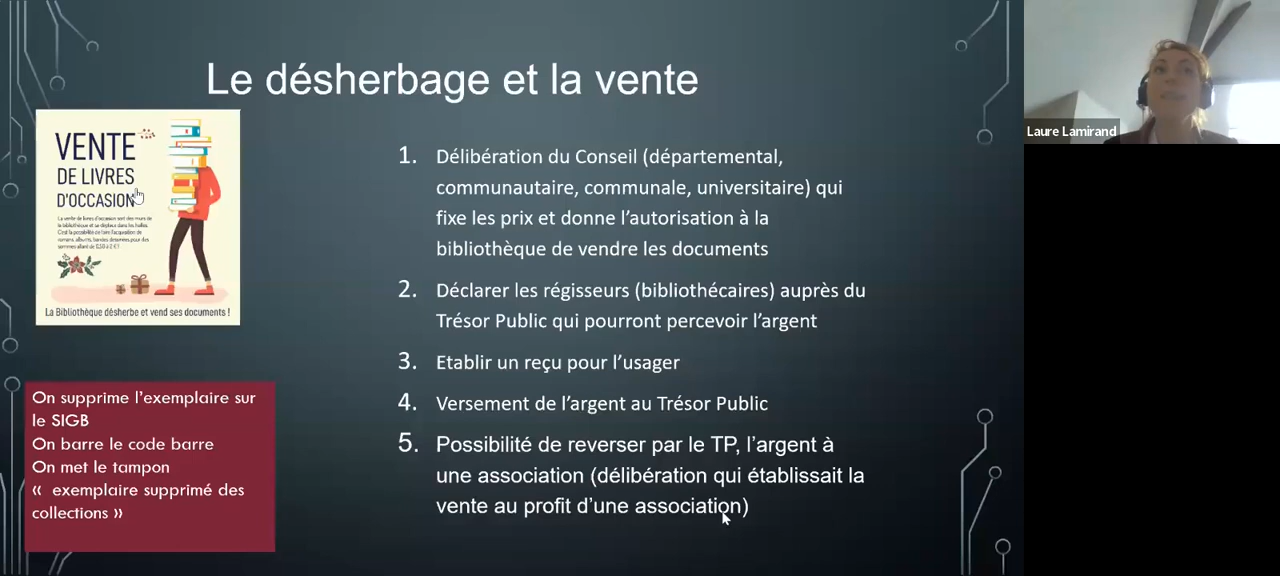 Le désherbage et la vente
VENTE
DE LIVRES
D'OCCASION
La vente de livres d'occasion sort des murs de
la bibliothèque et se déplace dans les halles.
C'est la possibilité de faire l'acquisition de
romans, albums, bandes dessinées, pour des
sommes allant de 0,50 à 2 € !
La Bibliothèque désherbe et vend ses documents !
On supprime l'exemplaire sur
le SIGB
On barre le code barre
On met le tampon
« exemplaire supprimé des
collections »
1. Délibération du Conseil (départemental,
communautaire, communale, universitaire) qui
fixe les prix et donne l'autorisation à la
bibliothèque de vendre les documents
2. Déclarer les régisseurs (bibliothécaires) auprès du
Trésor Public qui pourront percevoir l'argent
3. Etablir un reçu pour l'usager
4. Versement de l'argent au Trésor Public
5. Possibilité de reverser par le TP, l'argent à
une association (délibération qui établissait la
vente au profit d'une association)
Laure Lamirand